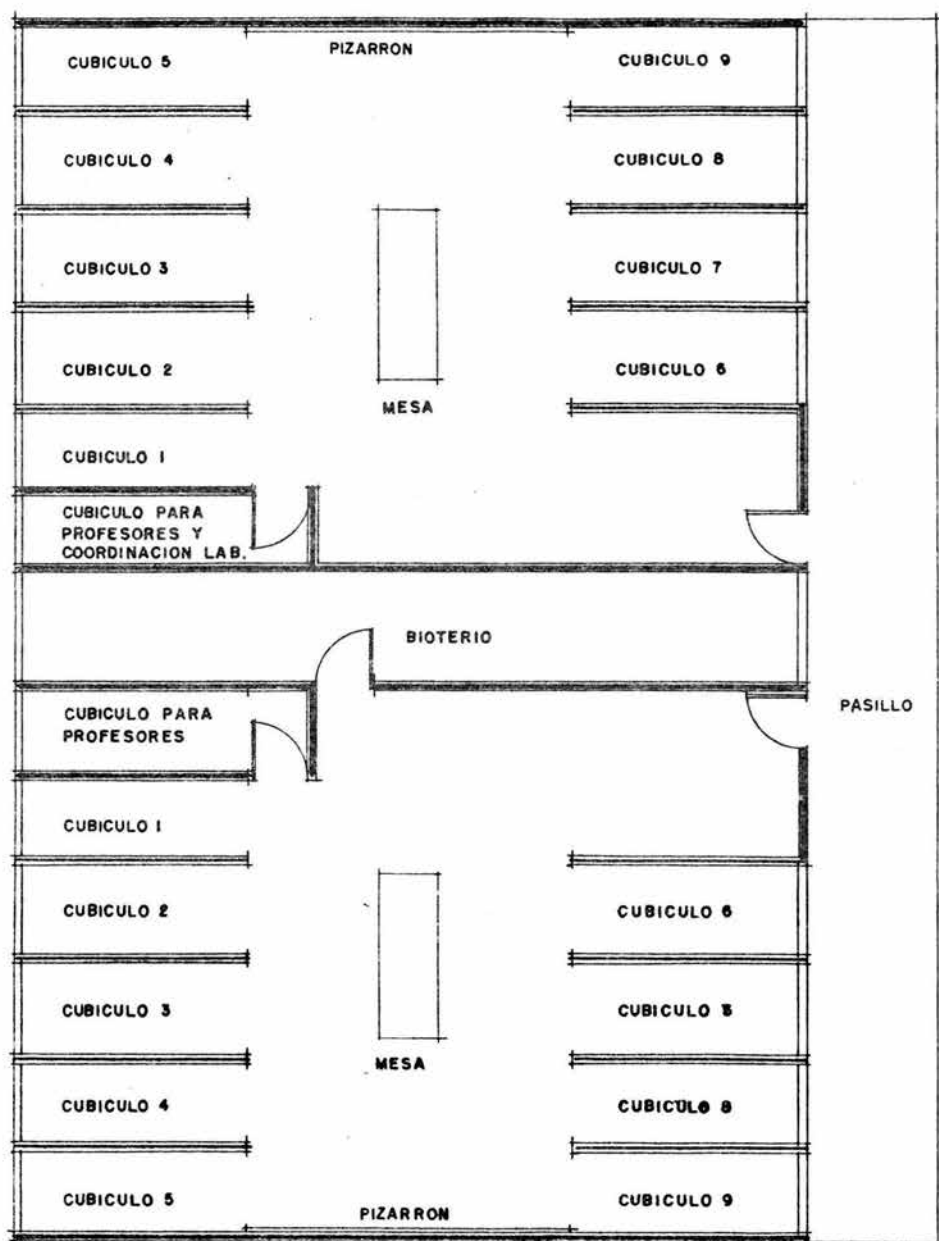 PIZARRON
CUBICULO 5
CUBICULO 9
CUBICULO 4
CUBICULO 8
CUBICULO 3
CUBICULO 7
CUBICULO 2
CUBICULO 6
MESA
CUBICULO 1
CUBICULO PARA
PROFESORES Y
COORDINACION LAB.
BIOTERIO
PASILLO
CUBICULO PARA
PROFESORES
CUBICULO 1
CUBICULO 2
CUBICULO 6
CUBICULO 3
CUBICULO
MESA
CUBICULO 4
CUBICULO 8
CUBICULO 5
CUBICULO 9
PIZARRON